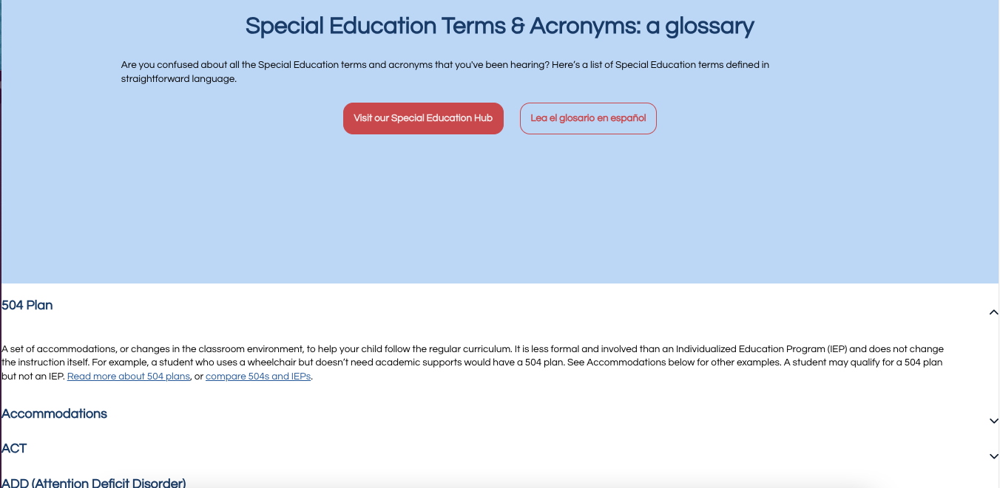 Special Education Terms & Acronyms: a glossary
Are you confused about all the Special Education terms and acronyms that you've been hearing? Here’s a list of Special Education terms defined in
straightforward language.
Visit our Special Education Hub
Lea el glosario en español
504 Plan
A set of accommodations, or changes in the classroom environment, to help your child follow the regular curriculum. It is less formal and involved than an Individualized Education Program (IEP) and does not change
the instruction itself. For example, a student who uses a wheelchair but doesn’t need academic supports would have a 504 plan. See Accommodations below for other examples. A student may qualify for a 504 plan
but not an IEP. Read more about 504 plans, or compare 504s and IEPs.
Accommodations
ACT
ADD (Attention Deficit Disorder)